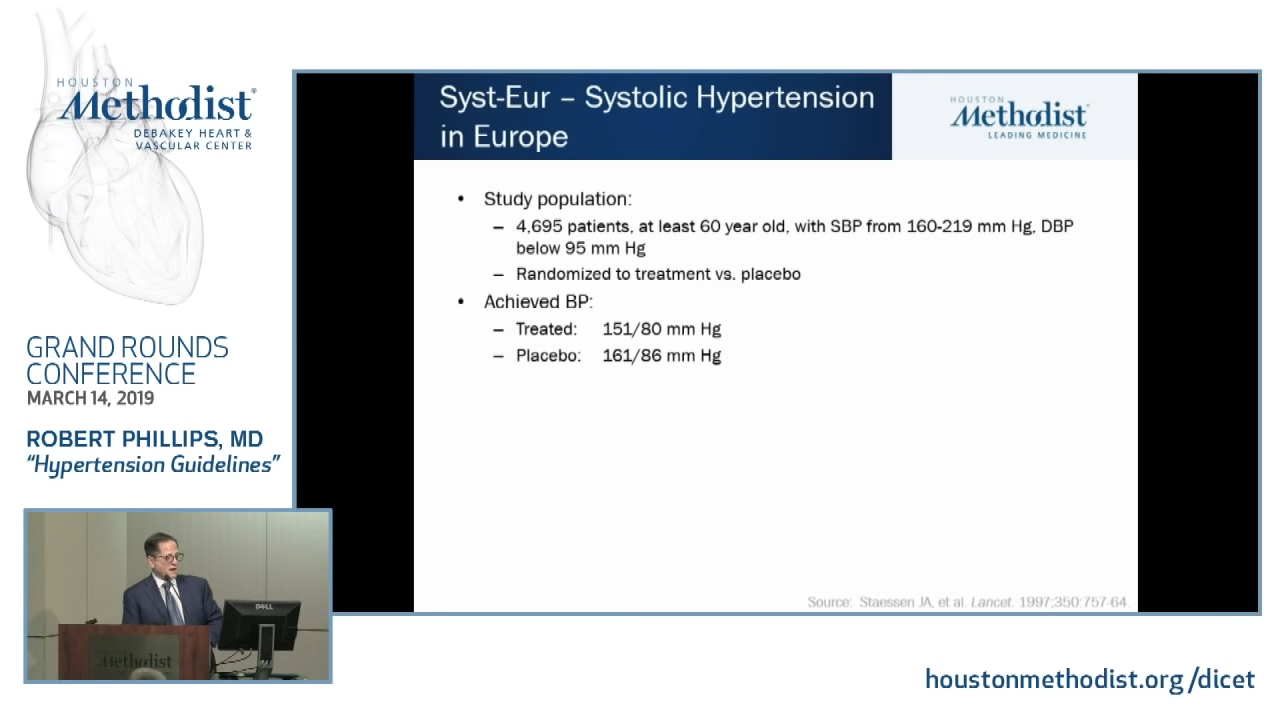 HOUSTON
Methodist®
DEBAKEY HEART &
VASCULAR CENTER
GRAND ROUNDS
CONFERENCE
MARCH 14, 2019
ROBERT PHILLIPS, MD
“Hypertension Guidelines”
Syst-Eur – Systolic Hypertension
in Europe
HOUSTON
Methodist
LEADING MEDICINE
• Study population:
– 4,695 patients, at least 60 year old, with SBP from 160-219 mm Hg, DBP
below 95 mm Hg
– Randomized to treatment vs. placebo
• Achieved BP:
– Treated: 151/80 mm Hg
– Placebo: 161/86 mm Hg
Source: Staessen JA, et al. Lancet. 1997;350:757-64.
DELL
Methodist
houstonmethodist.org/dicet